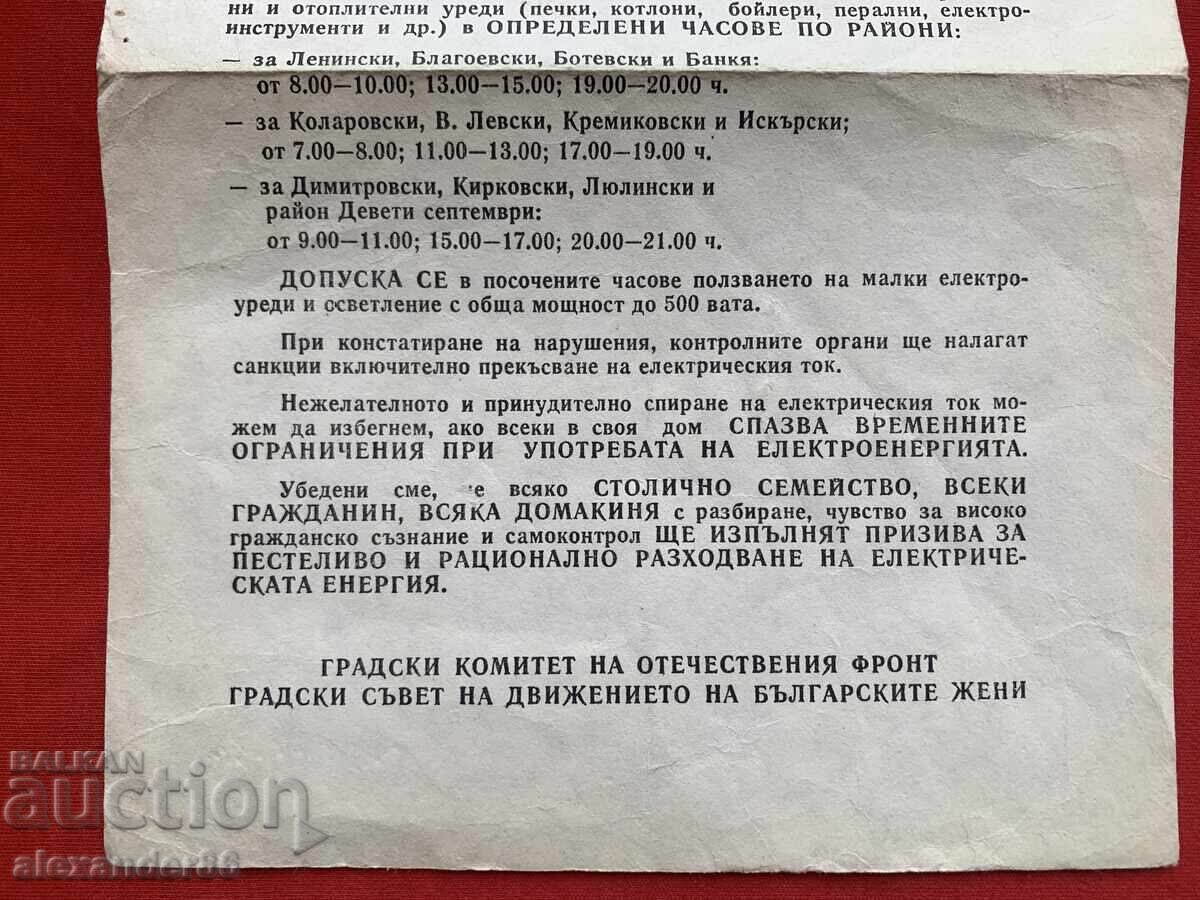 ни и отоплителни уреди (печки, котлони, бойлери, перални, електро-
инструменти и др.) в ОПРЕДЕЛЕНИ ЧАСОВЕ ПО РАЙОНИ:
— за Ленински, Благоевски, Ботевски и Банкя:
от 8.00—10.00; 13.00—15.00; 19.00—20.00 ч.
— за Коларовски, В. Левски, Кремиковски и Искърски;
от 7.00—8.00; 11.00—13.00; 17.00—19.00 ч.
— за Димитровски, Кирковски, Люлински и
район Девети септември:
от 9.00—11.00; 15.00—17.00; 20.00—21.00 ч.
ДОПУСКА СЕ в посочените часове ползването на малки електро-
уреди и осветление с обща мощност до 500 вата.
При констатиране на нарушения, контролните органи ще налагат
санкции включително прекъсване на електрическия ток.
Нежелателното и принудително спиране на електрическия ток мо-
жем да избегнем, ако всеки в своя дом СПАЗВА ВРЕМЕННИТЕ
ОГРАНИЧЕНИЯ ПРИ УПОТРЕБАТА НА ЕЛЕКТРОЕНЕРГИЯТА.
Убедени сме, е всяко СТОЛИЧНО СЕМЕЙСТВО, ВСЕКИ
ГРАЖДАНИН, ВСЯКА ДОМАКИНЯ с разбиране, чувство за високо
гражданско съзнание и самоконтрол ЩЕ ИЗПЪЛНЯТ ПРИЗИВА ЗА
ПЕСТЕЛИВО И РАЦИОНАЛНО РАЗХОДВАНЕ НА ЕЛЕКТРИЧЕ-
СКАТА ЕНЕРГИЯ.
ГРАДСКИ КОМИТЕТ НА ОТЕЧЕСТВЕНИЯ ФРОНТ
ГРАДСКИ СЪВЕТ НА ДВИЖЕНИЕТО НА БЪЛГАРСКИТЕ ЖЕНИ
BALKAN
auction
alexander86